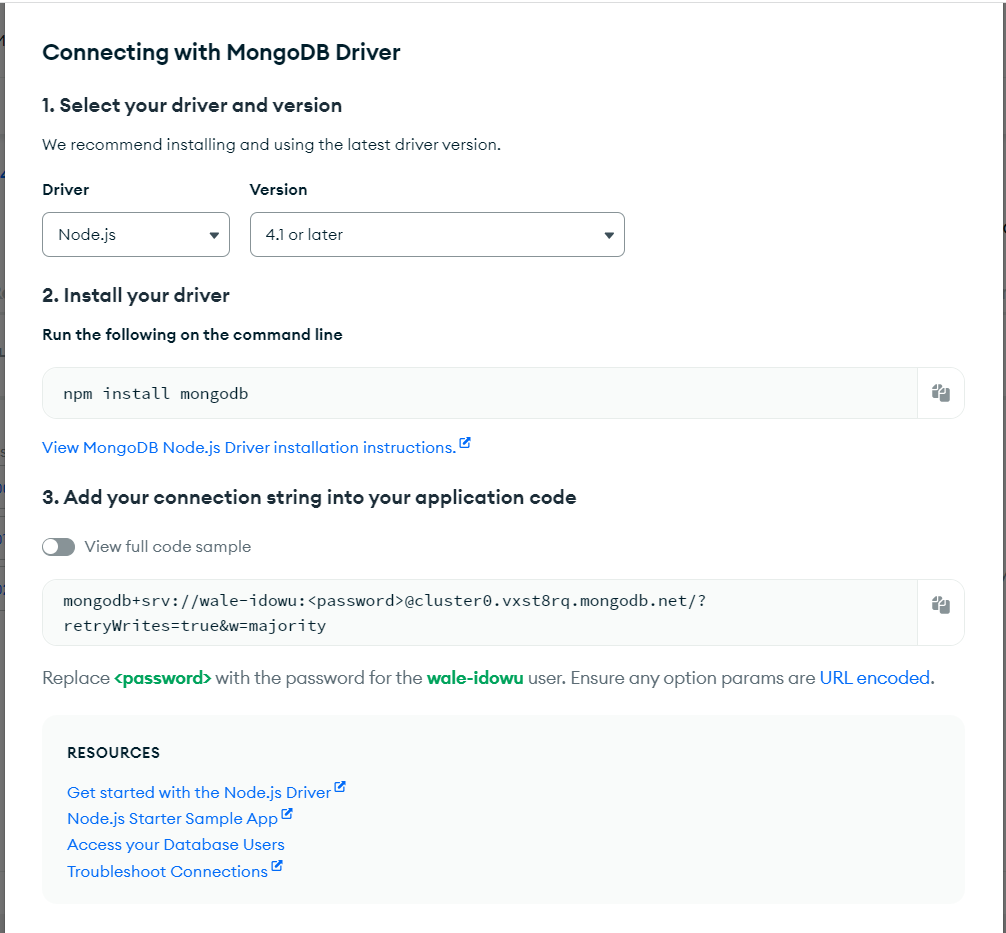 Connecting with MongoDB Driver
1. Select your driver and version
We recommend installing and using the latest driver version.
Driver
Version
Node.js
4.1 or later
2. Install your driver
Run the following on the command line
npm install mongodb
View MongoDB Node.js Driver installation instructions.
3. Add your connection string into your application code
View full code sample
mongodb+srv://wale-idowu:<password>@cluster0.vxst8rq.mongodb.net/?
retryWrites=true&w=majority
Replace <password> with the password for the wale-idowu user. Ensure any option params are URL encoded.
RESOURCES
Get started with the Node.js Driver
Node.js Starter Sample App
Access your Database Users
Troubleshoot Connections